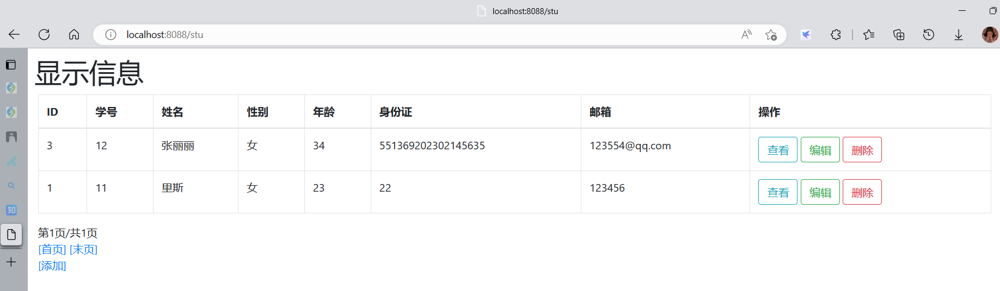 localhost:8088/stu
localhost:8088/stu
显示信息
ID 学号 姓名 性别 年龄 身份证 邮箱 操作
3 12 张丽丽 女 34 551369202302145635 123554@qq.com 查看 编辑 删除
1 11 里斯 女 23 22 123456 查看 编辑 删除
知
第1页/共1页
[首页] [末页]
[添加]